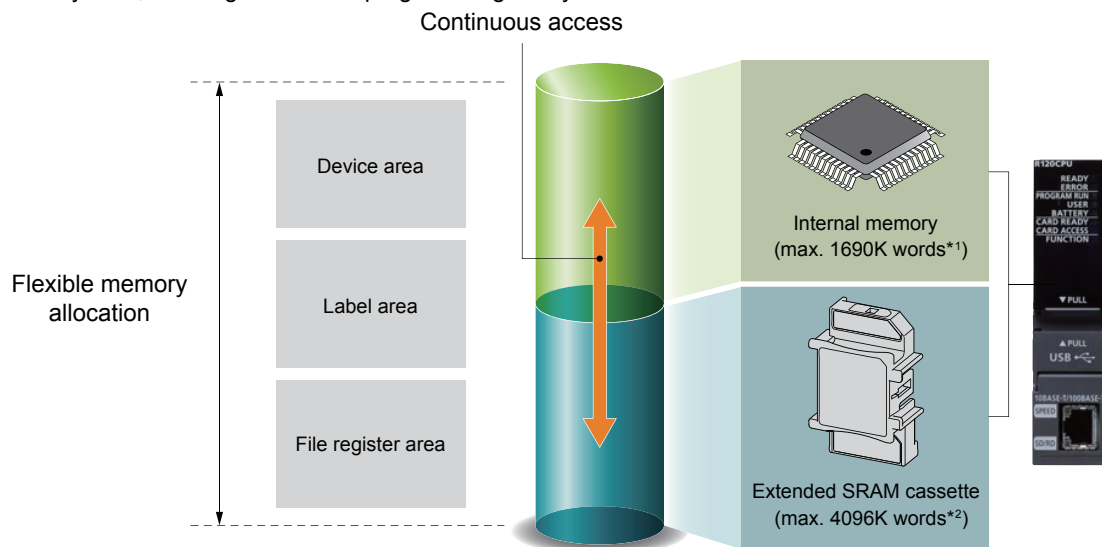 Continuous access
Device area
Label area
File register area
Flexible memory
allocation
Internal memory
(max. 1690K words*1)
Extended SRAM cassette
(max. 4096K words*2)
R120CPU
READY
ERROR
PROGRAM RUN
USER
BATTERY
CARD READY
CARD ACCESS
FUNCTION
▼PULL
▲PULL
USB
10BASE-T/100BASE-T
SPEED
SD/RD